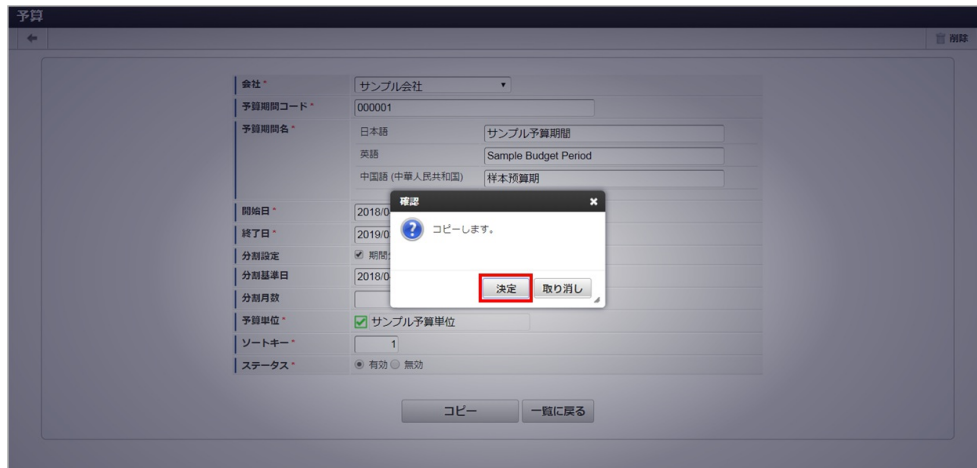 予算
削除
会社*
サンプル会社
予算期間コード*
000001
予算期間名*
日本語
サンプル予算期間
英語
Sample Budget Period
中国語 (中華人民共和国)
样本预算期
確認
コピーします。
決定
取り消し
開始日*
2018/0
終了日*
2019/0
分割設定
期間
分割基準日
2018/0
分割月数
予算単位*
サンプル予算単位
ソートキー*
1
ステータス*
有効 無効
コピー
一覧に戻る